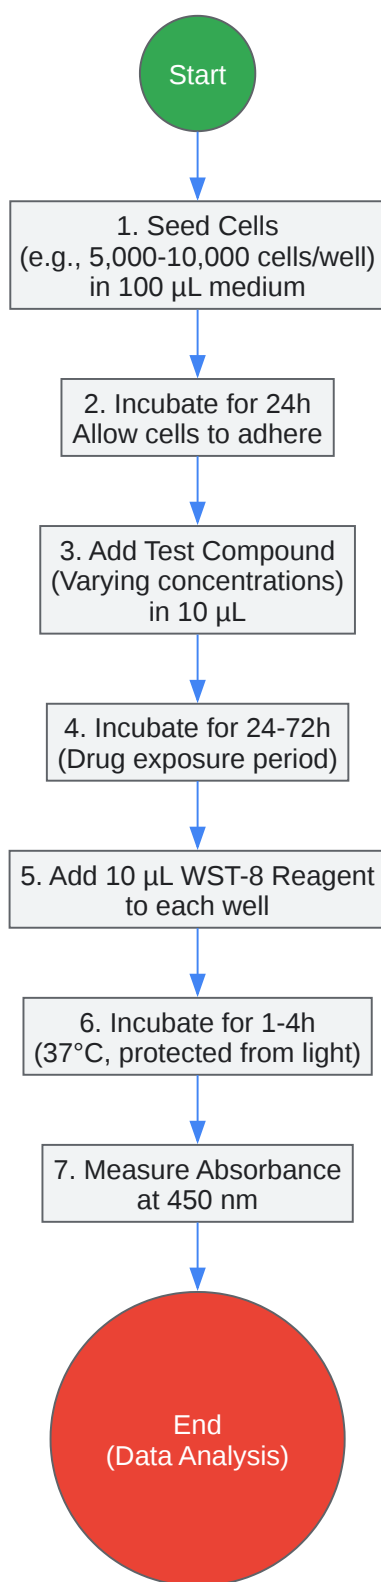 Start
1. Seed Cells
(e.g., 5,000-10,000 cells/well)
in 100 µL medium
2. Incubate for 24h
Allow cells to adhere
3. Add Test Compound
(Varying concentrations)
in 10 µL
4. Incubate for 24-72h
(Drug exposure period)
5. Add 10 µL WST-8 Reagent
to each well
6. Incubate for 1-4h
(37°C, protected from light)
7. Measure Absorbance
at 450 nm
End
(Data Analysis)